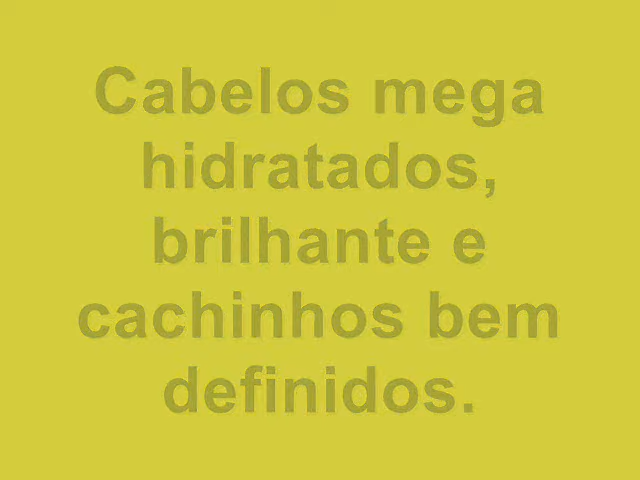 Cabelos mega
hidratados,
brilhante e
cachinhos bem
definidos.